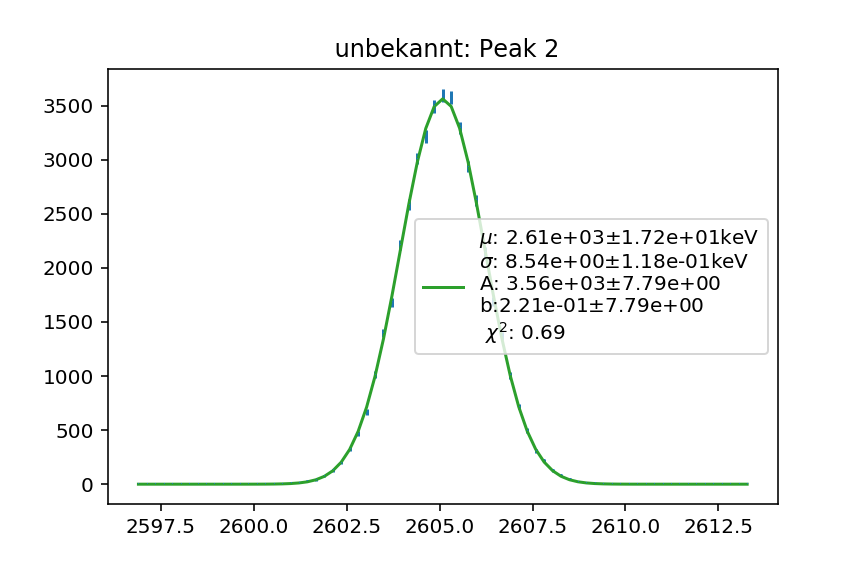 unbekannt: Peak 2
3500
3000
2500
2000
1500
1000
500
0
μ: 2.61e+03±1.72e+01keV
σ: 8.54e+00±1.18e-01keV
A: 3.56e+03±7.79e+00
b:2.21e-01±7.79e+00
χ²: 0.69
2597.5 2600.0 2602.5 2605.0 2607.5 2610.0 2612.5